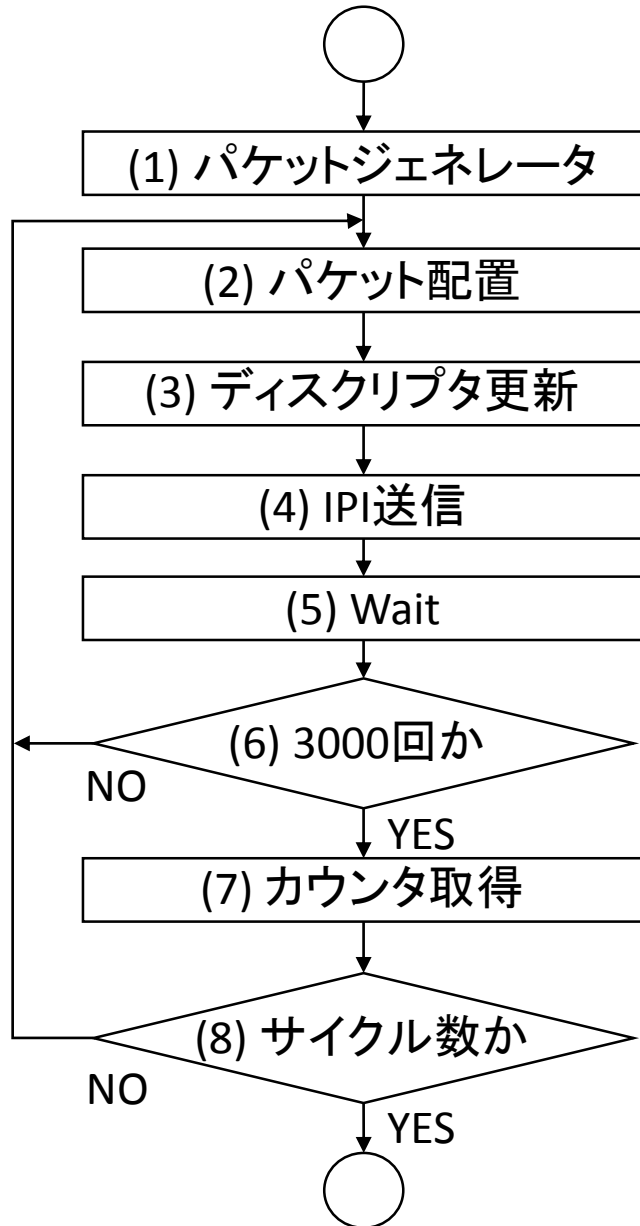 (1) パケットジェネレータ
(2) パケット配置
(3) ディスクリプタ更新
(4) IPI送信
(5) Wait
(6) 3000回か
NO
YES
(7) カウンタ取得
(8) サイクル数か
NO
YES